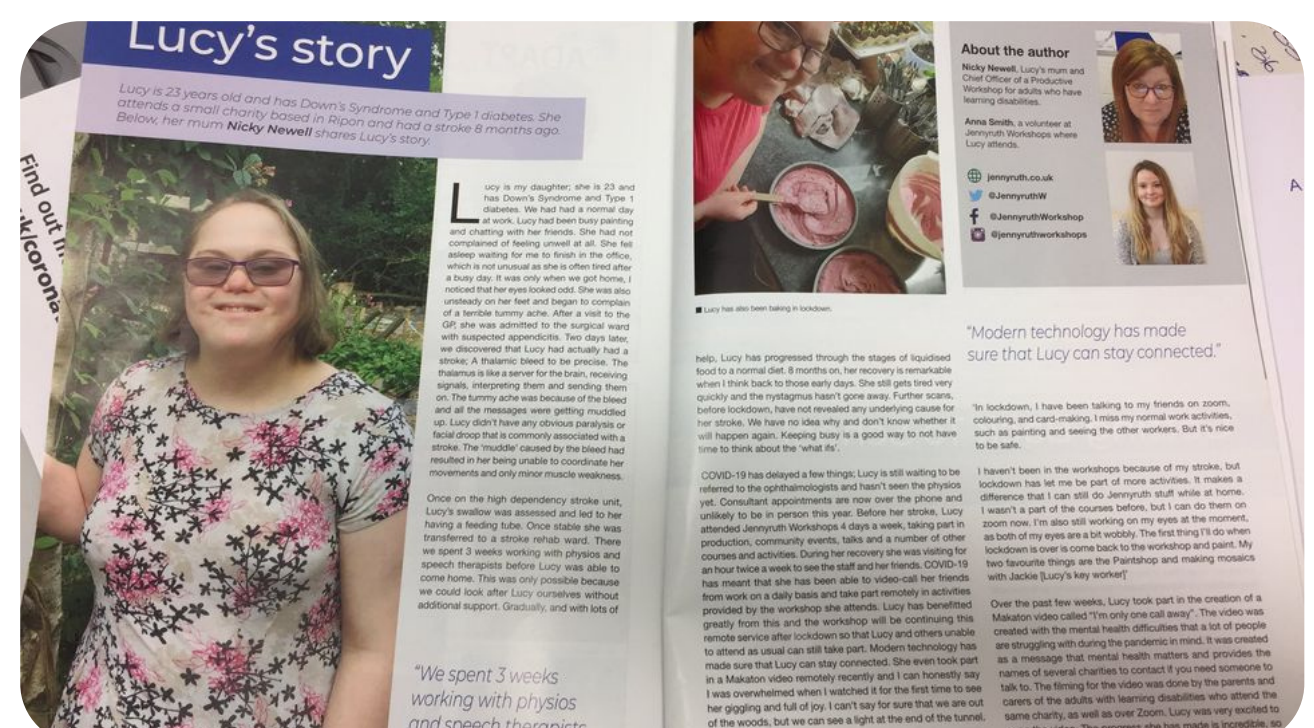 Lucy's story
Lucy is 23 years old and has Down's Syndrome and Type 1 diabetes. She
attends a small charity based in Ripon and had a stroke 8 months ago.
Below, her mum Nicky Newell shares Lucy's story.
Find out
uk/corona
Lucy is my daughter; she is 23 and
has Down's Syndrome and Type 1
diabetes. We had had a normal day
at work. Lucy had been busy painting
and chatting with her friends. She had not
complained of feeling unwell at all. She fell
asleep waiting for me to finish in the office,
which is not unusual as she is often tired after
a busy day. It was only when we got home, I
noticed that her eyes looked odd. She was also
unsteady on her feet and began to complain
of a terrible tummy ache. After a visit to the
GP, she was admitted to the surgical ward
with suspected appendicitis. Two days later,
we discovered that Lucy had actually had a
stroke; A thalamic bleed to be precise. The
thalamus is like a server for the brain, receiving
signals, interpreting them and sending them
on. The tummy ache was because of the bleed
and all the messages were getting muddled
up. Lucy didn't have any obvious paralysis or
facial droop that is commonly associated with a
stroke. The 'muddle' caused by the bleed had
resulted in her being unable to coordinate her
movements and only minor muscle weakness.
Once on the high dependency stroke unit,
Lucy's swallow was assessed and led to her
having a feeding tube. Once stable she was
transferred to a stroke rehab ward. There
we spent 3 weeks working with physios and
speech therapists before Lucy was able to
come home. This was only possible because
we could look after Lucy ourselves without
additional support. Gradually, and with lots of
"We spent 3 weeks
working with physios
and speech therapists
Lucy has also been baking in lockdown.
help, Lucy has progressed through the stages of liquidised
food to a normal diet. 8 months on, her recovery is remarkable
when I think back to those early days. She still gets tired very
quickly and the nystagmus hasn't gone away. Further scans,
before lockdown, have not revealed any underlying cause for
her stroke. We have no idea why and don't know whether it
will happen again. Keeping busy is a good way to not have
time to think about the 'what ifs'.
COVID-19 has delayed a few things; Lucy is still waiting to be
referred to the ophthalmologists and hasn't seen the physios
yet. Consultant appointments are now over the phone and
unlikely to be in person this year. Before her stroke, Lucy
attended Jennyruth Workshops 4 days a week, taking part in
production, community events, talks and a number of other
courses and activities. During her recovery she was visiting for
an hour twice a week to see the staff and her friends. COVID-19
has meant that she has been able to video-call her friends
from work on a daily basis and take part remotely in activities
provided by the workshop she attends. Lucy has benefitted
greatly from this and the workshop will be continuing this
remote service after lockdown so that Lucy and others unable
to attend as usual can still take part. Modern technology has
made sure that Lucy can stay connected. She even took part
in a Makaton video remotely recently and I can honestly say
I was overwhelmed when I watched it for the first time to see
her giggling and full of joy. I can't say for sure that we are out
of the woods, but we can see a light at the end of the tunnel.
About the author
Nicky Newell, Lucy's mum and
Chief Officer of a Productive
Workshop for adults who have
learning disabilities.
Anna Smith, a volunteer at
Jennyruth Workshops where
Lucy attends.
jennyruth.co.uk
@JennyruthW
@JennyruthWorkshop
@jennyruthworkshops
"Modern technology has made
sure that Lucy can stay connected."
'In lockdown, I have been talking to my friends on zoom,
colouring, and card-making. I miss my normal work activities,
such as painting and seeing the other workers. But it's nice
to be safe.
I haven't been in the workshops because of my stroke, but
lockdown has let me be part of more activities. It makes a
difference that I can still do Jennyruth stuff while at home.
I wasn't a part of the courses before, but I can do them on
zoom now. I'm also still working on my eyes at the moment,
as both of my eyes are a bit wobbly. The first thing I'll do when
lockdown is over is come back to the workshop and paint. My
two favourite things are the Paintshop and making mosaics
with Jackie [Lucy's key worker]'
Over the past few weeks, Lucy took part in the creation of a
Makaton video called "I'm only one call away". The video was
created with the mental health difficulties that a lot of people
are struggling with during the pandemic in mind. It was created
as a message that mental health matters and provides the
names of several charities to contact if you need someone to
talk to. The filming for the video was done by the parents and
carers of the adults with learning disabilities who attend the
same charity, as well as over Zoom. Lucy was very excited to
A